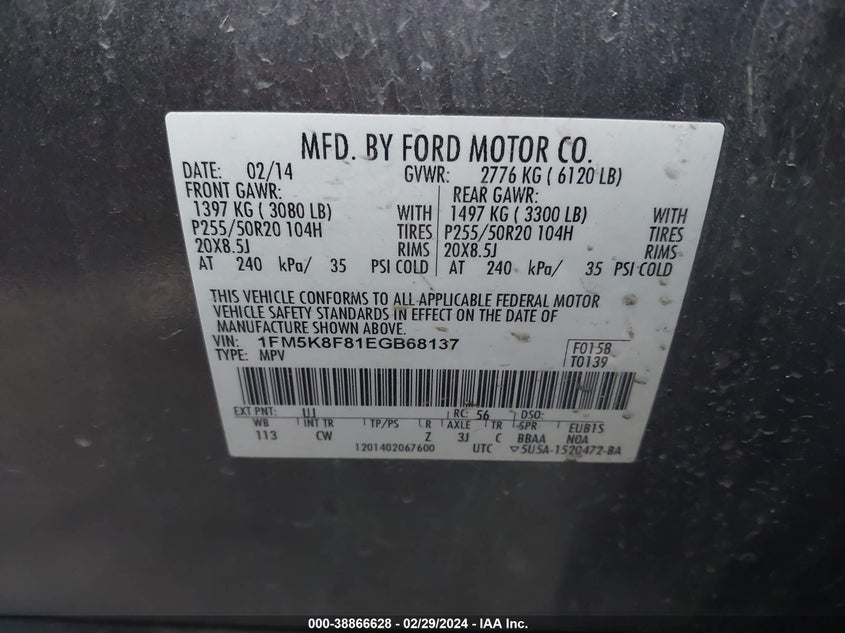 MFD. BY FORD MOTOR CO.
DATE: 02/14 GVWR: 2776 KG ( 6120 LB)
FRONT GAWR: REAR GAWR:
1397 KG ( 3080 LB) WITH 1497 KG ( 3300 LB) WITH
P255/50R20 104H TIRES P255/50R20 104H TIRES
20X8.5J RIMS 20X8.5J RIMS
AT 240 kPa/ 35 PSI COLD AT 240 kPa/ 35 PSI COLD
THIS VEHICLE CONFORMS TO ALL APPLICABLE FEDERAL MOTOR
VEHICLE SAFETY STANDARDS IN EFFECT ON THE DATE OF
MANUFACTURE SHOWN ABOVE.
VIN: 1FM5K8F81EGB68137 F0158
TYPE: MPV T0139
EXT PNT: UJ RC: 56 DSO:
WB INT TR TP/PS R AXLE TR SPR EUB1S
113 CW Z 3J C BBAA N0A
1201402067600 UTC ▽5U5A-1520472-BA
000-38866628 - 02/29/2024 - IAA Inc.